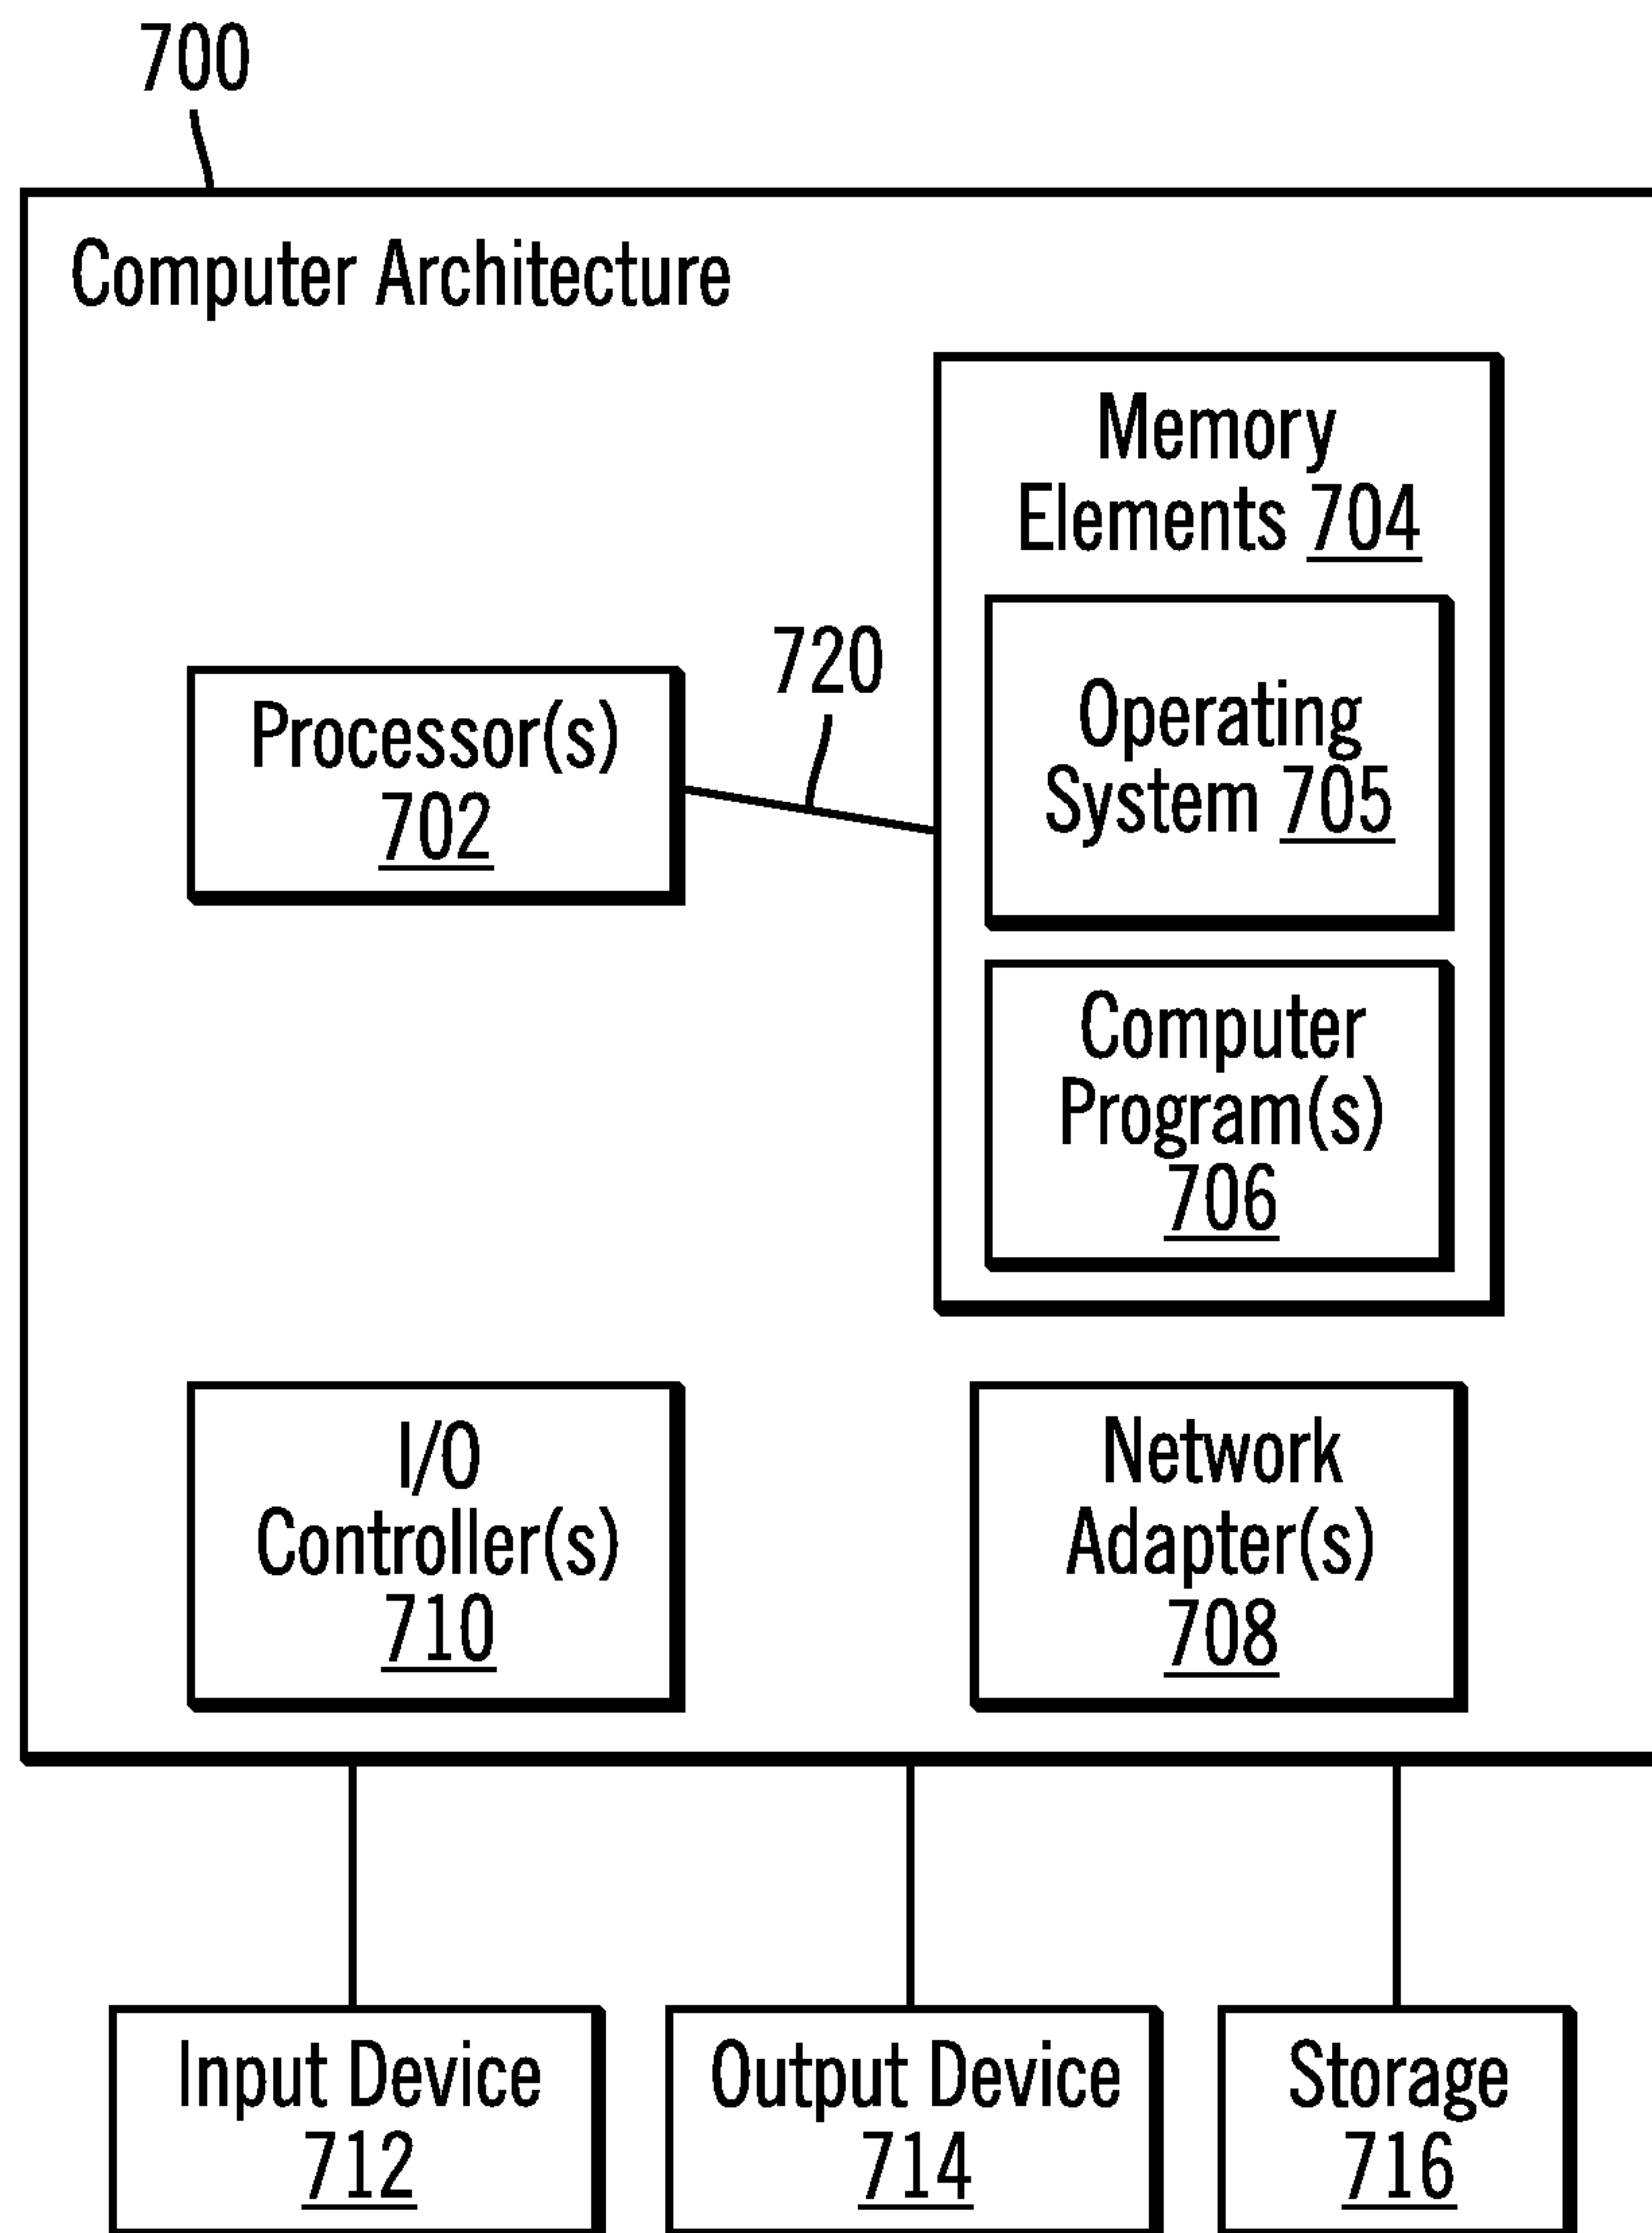 700
Computer Architecture
Memory
Elements 704
720
Processor(s)
702
Operating
System 705
Computer
Program(s)
706
I/O
Controller(s)
710
Network
Adapter(s)
708
Input Device
712
Output Device
714
Storage
716